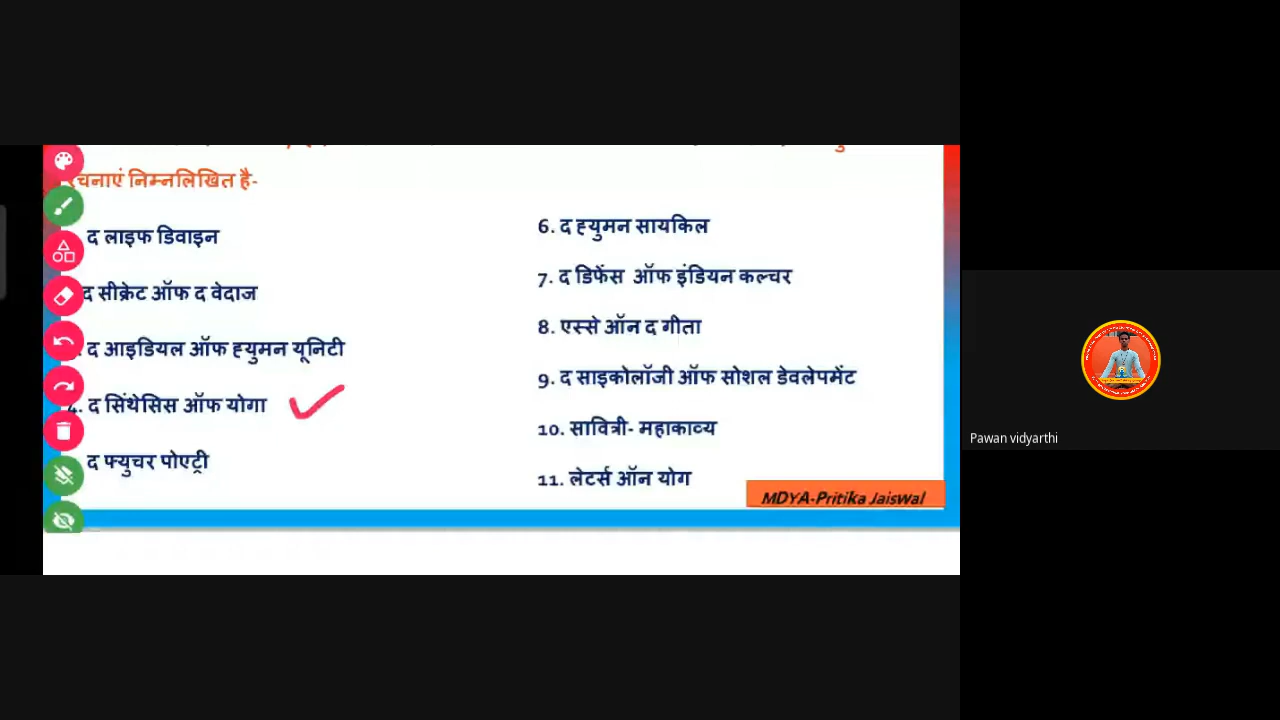 रचनाएं निम्नलिखित है-
द लाइफ डिवाइन
द सीक्रेट ऑफ द वेदाज
द आइडियल ऑफ ह्युमन यूनिटी
4. द सिंथेसिस ऑफ योगा
द फ्युचर पोएट्री
6. द ह्युमन सायकिल
7. द डिफेंस ऑफ इंडियन कल्चर
8. एस्से ऑन द गीता
9. द साइकोलॉजी ऑफ सोशल डेवलेपमेंट
10. सावित्री- महाकाव्य
11. लेटर्स ऑन योग
MDYA-Pritika Jaiswal
Pawan vidyarthi